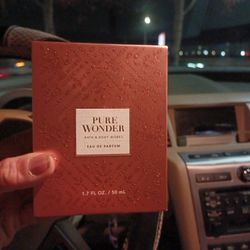 PURE
WONDER
BATH & BODY WORKS
EAU DE PARFUM
1.7 FL OZ. / 50 mL